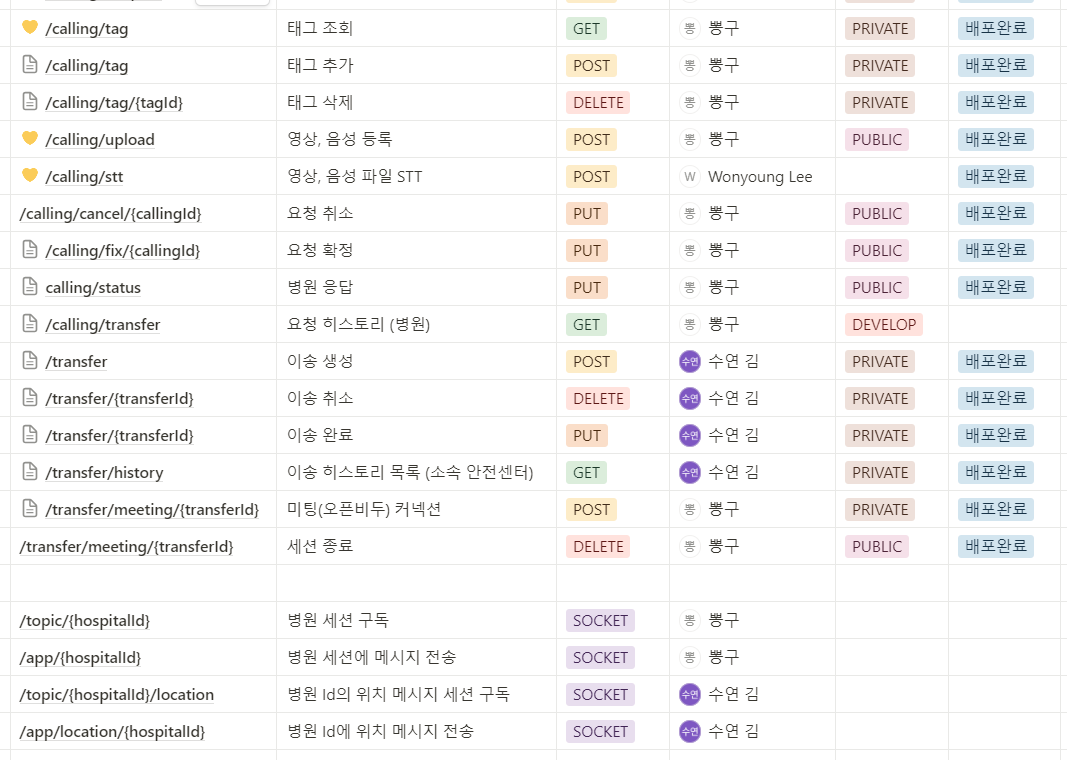 /calling/tag 태그 조회 GET 뽕 뽕구 PRIVATE 배포완료
/calling/tag 태그 추가 POST 뽕 뽕구 PRIVATE 배포완료
/calling/tag/{tagId} 태그 삭제 DELETE 뽕 뽕구 PRIVATE 배포완료
/calling/upload 영상, 음성 등록 POST 뽕 뽕구 PUBLIC 배포완료
/calling/stt 영상, 음성 파일 STT POST W Wonyoung Lee 배포완료
/calling/cancel/{callingId} 요청 취소 PUT 뽕 뽕구 PUBLIC 배포완료
/calling/fix/{callingId} 요청 확정 PUT 뽕 뽕구 PUBLIC 배포완료
calling/status 병원 응답 PUT 뽕 뽕구 PUBLIC 배포완료
/calling/transfer 요청 히스토리 (병원) GET 뽕 뽕구 DEVELOP
/transfer 이송 생성 POST 수연 수연 김 PRIVATE 배포완료
/transfer/{transferId} 이송 취소 DELETE 수연 수연 김 PRIVATE 배포완료
/transfer/{transferId} 이송 완료 PUT 수연 수연 김 PRIVATE 배포완료
/transfer/history 이송 히스토리 목록 (소속 안전센터) GET 수연 수연 김 PRIVATE 배포완료
/transfer/meeting/{transferId} 미팅(오픈비두) 커넥션 POST 뽕 뽕구 PRIVATE 배포완료
/transfer/meeting/{transferId} 세션 종료 DELETE 뽕 뽕구 PUBLIC 배포완료
/topic/{hospitalId} 병원 세션 구독 SOCKET 뽕 뽕구
/app/{hospitalId} 병원 세션에 메시지 전송 SOCKET 뽕 뽕구
/topic/{hospitalId}/location 병원 Id의 위치 메시지 세션 구독 SOCKET 수연 수연 김
/app/location/{hospitalId} 병원 Id에 위치 메시지 전송 SOCKET 수연 수연 김